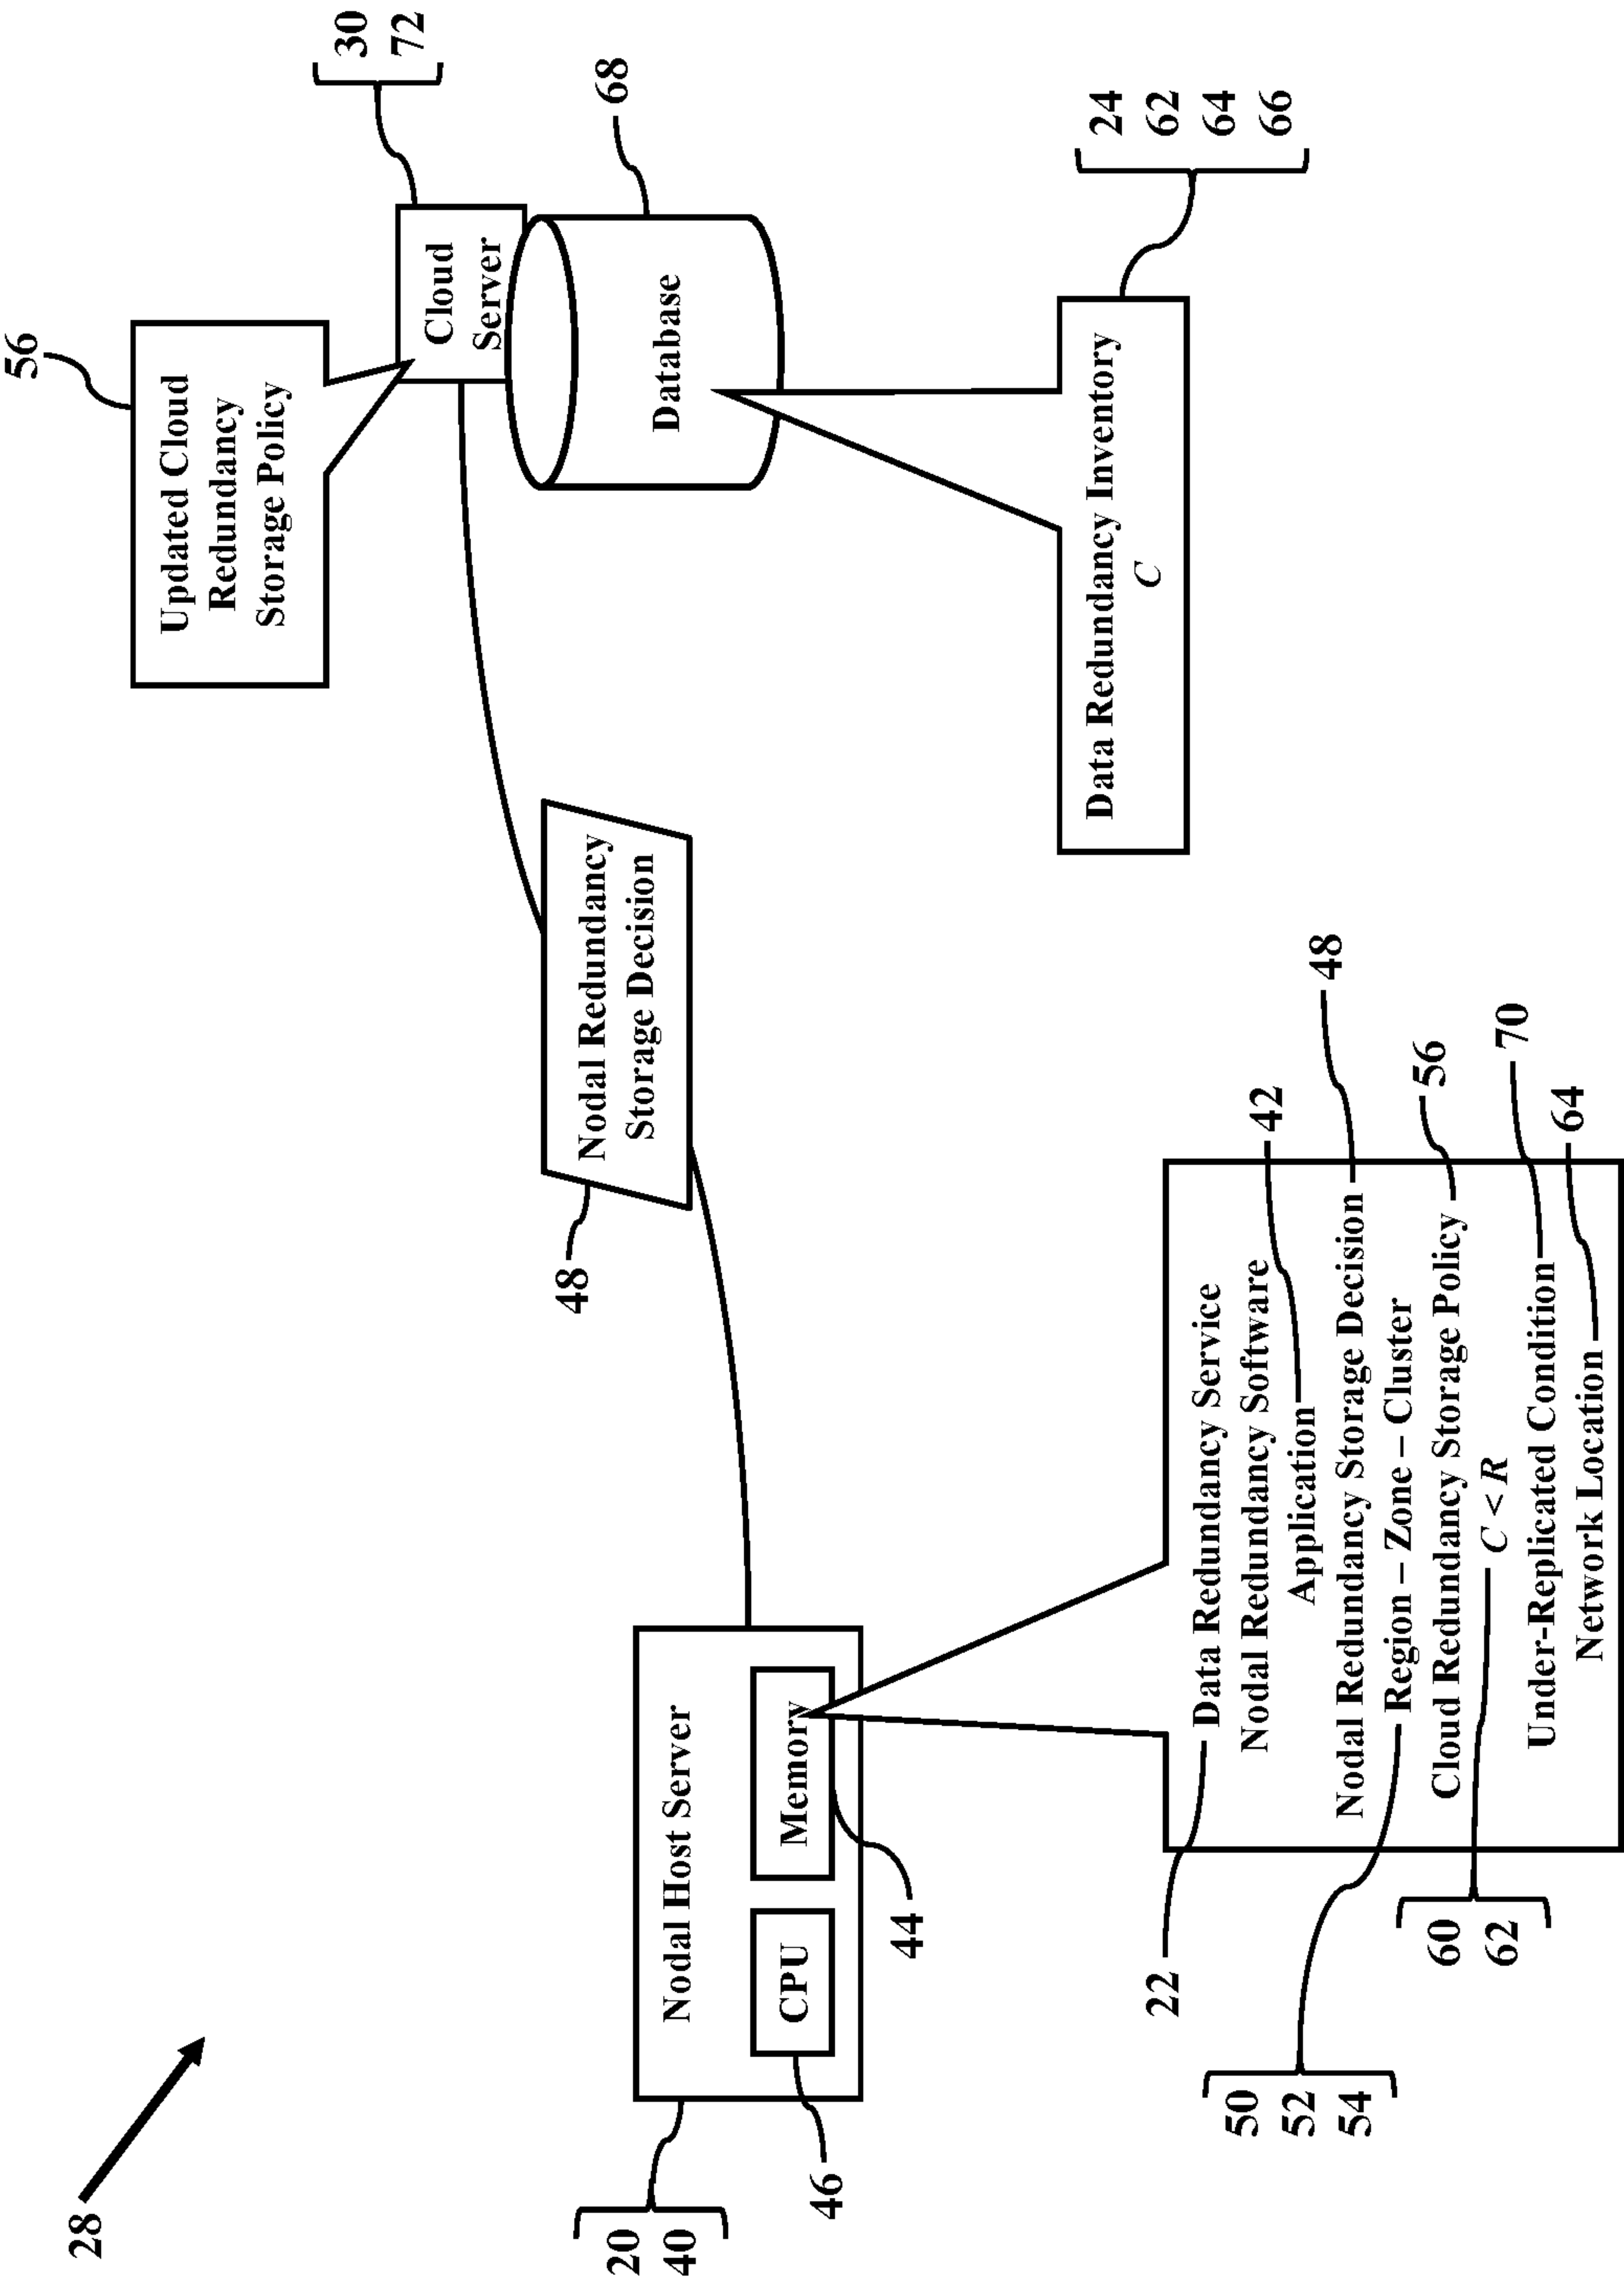 28
20
40
Nodal Host Server
CPU
Memory
46
44
48
Nodal Redundancy
Storage Decision
56
Updated Cloud
Redundancy
Storage Policy
Cloud
Server
30
72
Database
68
Data Redundancy Inventory
C
24
62
64
66
22
Data Redundancy Service
Nodal Redundancy Software
Application
42
Nodal Redundancy Storage Decision
48
50
52
54
Region – Zone – Cluster
Cloud Redundancy Storage Policy
56
60
62
C < R
Under-Replicated Condition
70
Network Location
64